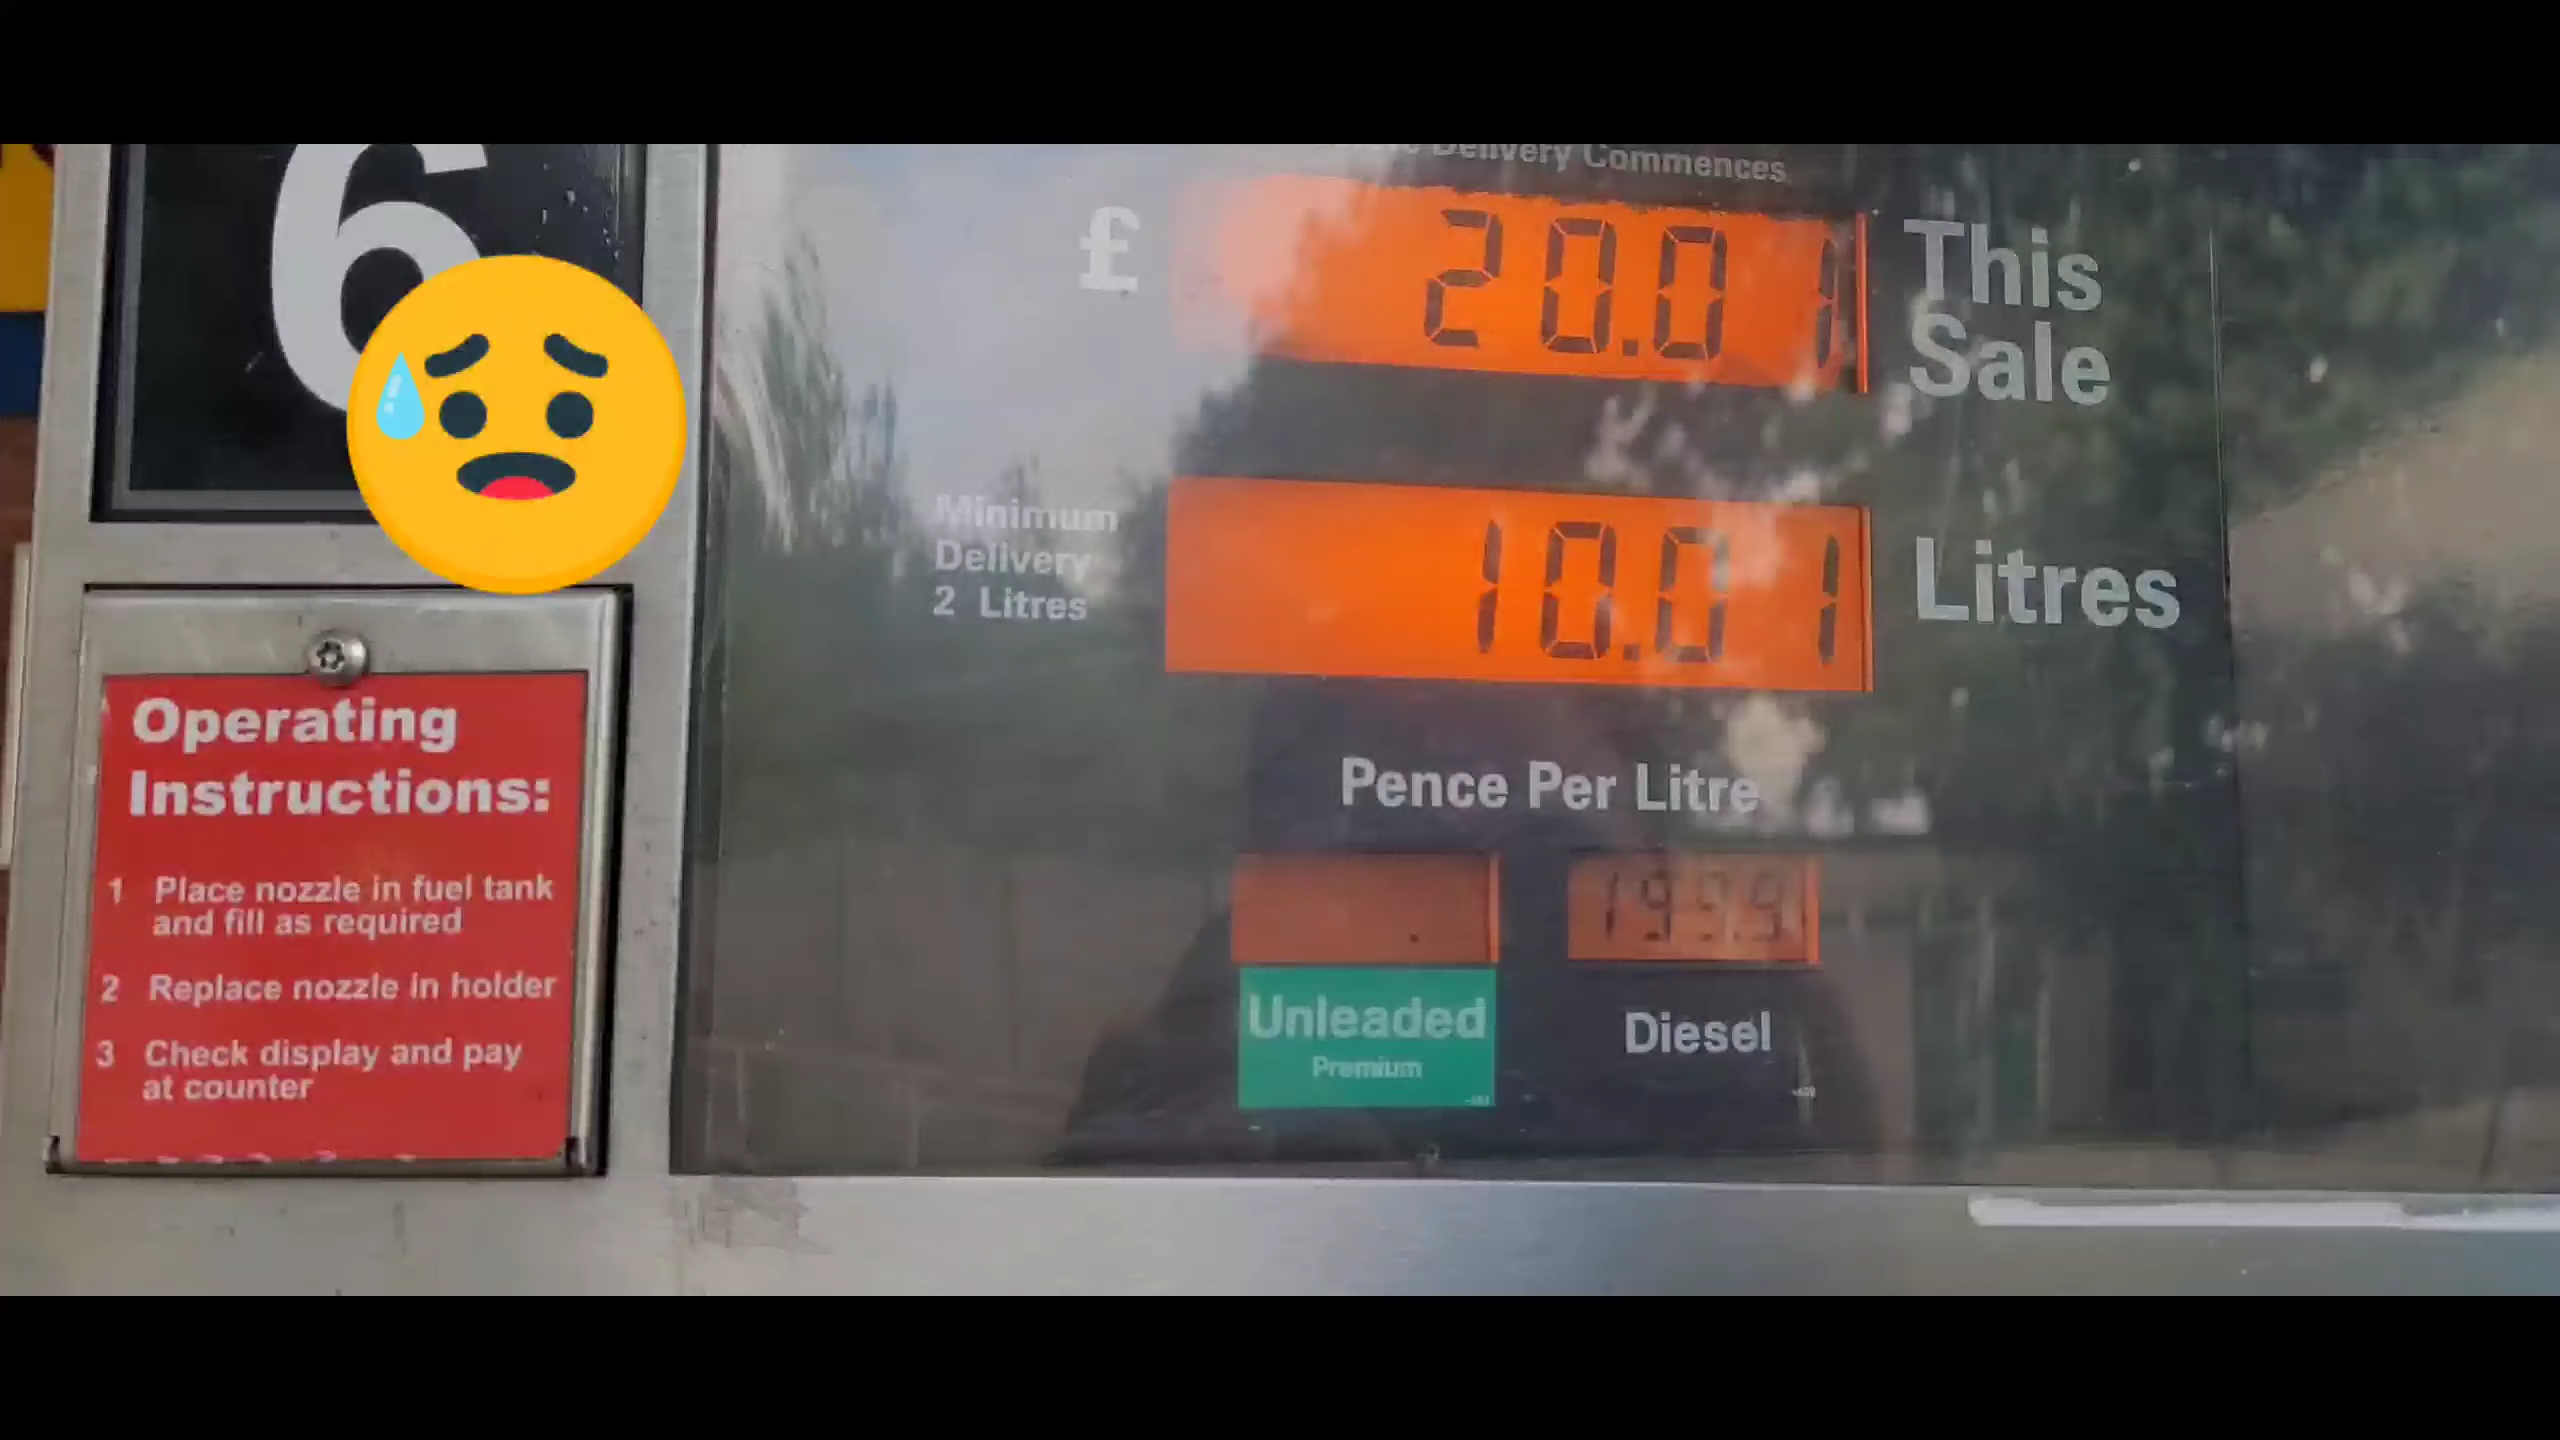 6
Delivery Commences
£ 20.01 This
Sale
Minimum
Delivery
2 Litres
10.01 Litres
Pence Per Litre
199.9
Unleaded
Premium
Diesel
Operating
Instructions:
1 Place nozzle in fuel tank
and fill as required
2 Replace nozzle in holder
3 Check display and pay
at counter